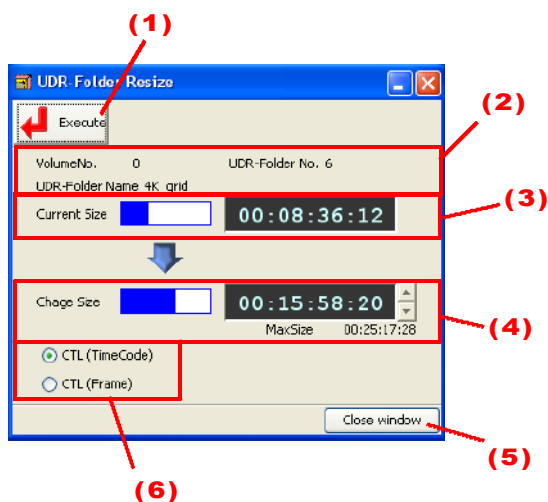 (1)
UDR-Folder Resize
(2)
Execute
VolumeNo. 0 UDR-Folder No. 6
UDR-Folder Name 4K grid
(3)
Current Size 00:08:36:12
Chage Size 00:15:58:20
MaxSize 00:25:17:28
(4)
CTL (TimeCode)
CTL (Frame)
Close window
(5)
(6)